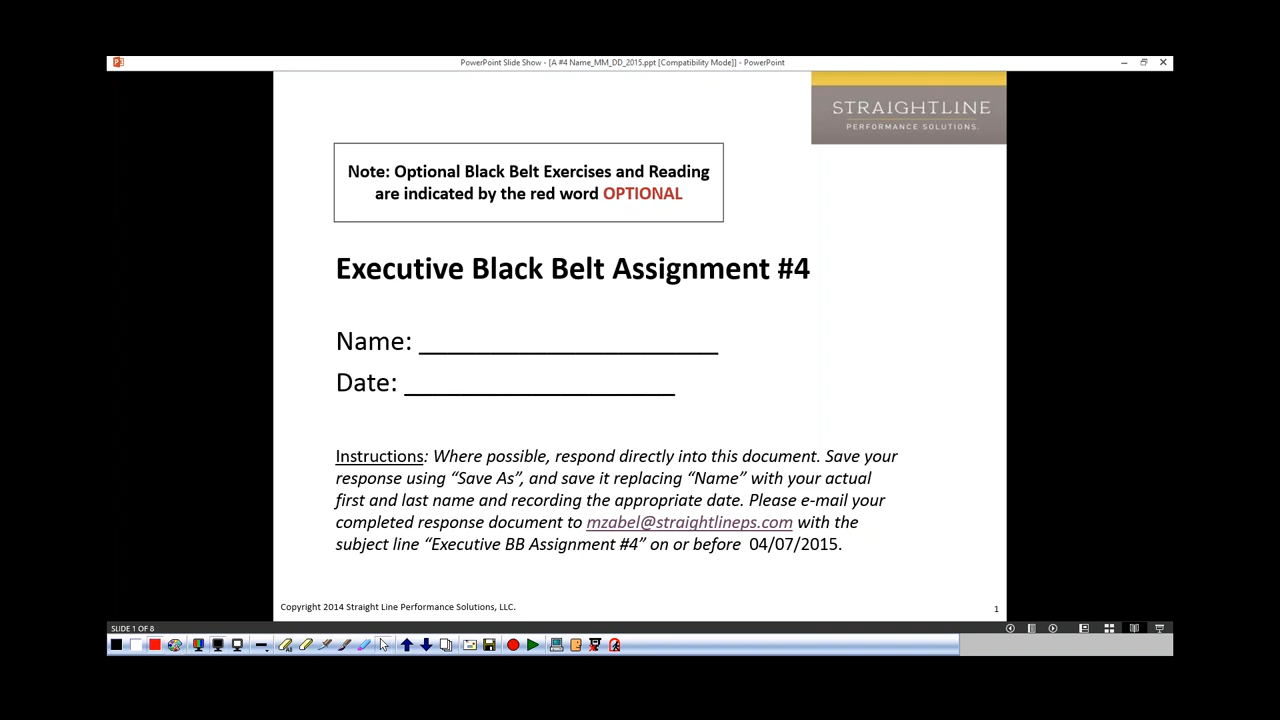 PowerPoint Slide Show - [A #4 Name_MM_DD_2015.ppt [Compatibility Mode]] - PowerPoint
STRAIGHTLINE
PERFORMANCE SOLUTIONS.
Note: Optional Black Belt Exercises and Reading
are indicated by the red word OPTIONAL
Executive Black Belt Assignment #4
Name: ______________________
Date: ____________________
Instructions: Where possible, respond directly into this document. Save your
response using “Save As”, and save it replacing “Name” with your actual
first and last name and recording the appropriate date. Please e-mail your
completed response document to mzabel@straightlineps.com with the
subject line “Executive BB Assignment #4” on or before 04/07/2015.
Copyright 2014 Straight Line Performance Solutions, LLC.
1
SLIDE 1 OF 8